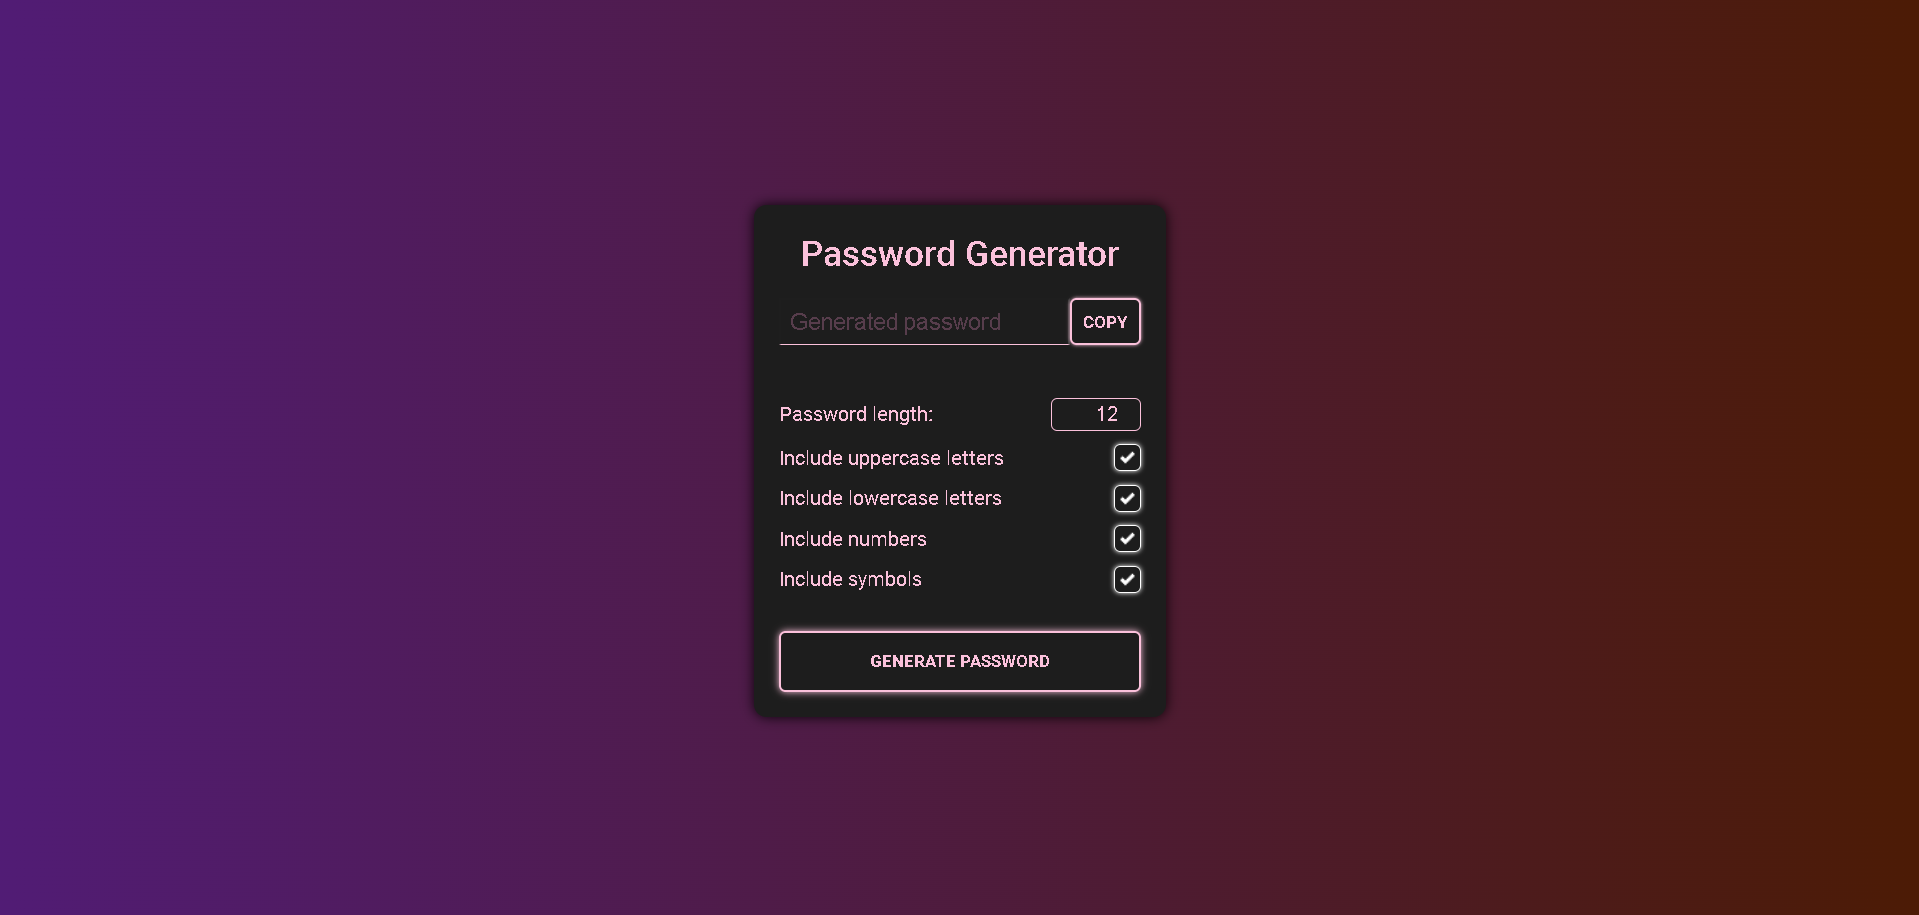 Password Generator
Generated password
COPY
Password length:
12
Include uppercase letters
Include lowercase letters
Include numbers
Include symbols
GENERATE PASSWORD